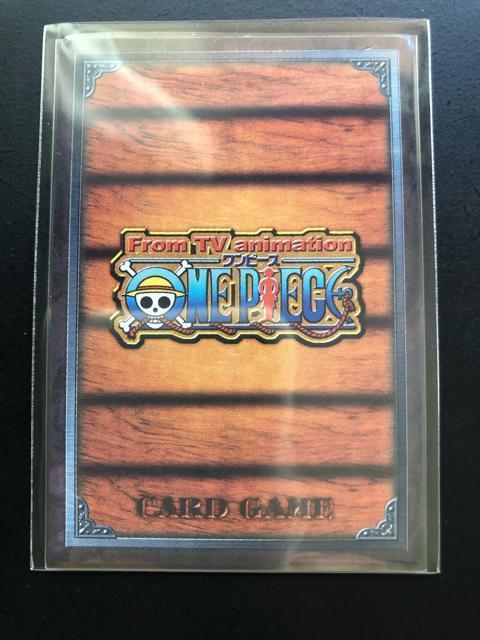 From TV animation
ワンピース
ONE PIECE
CARD GAME